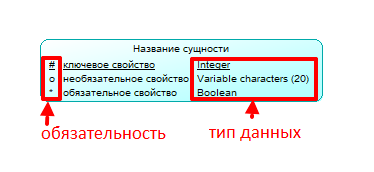 Название сущности
# ключевое свойство Integer
o необязательное свойство Variable characters (20)
* обязательное свойство Boolean
обязательность тип данных